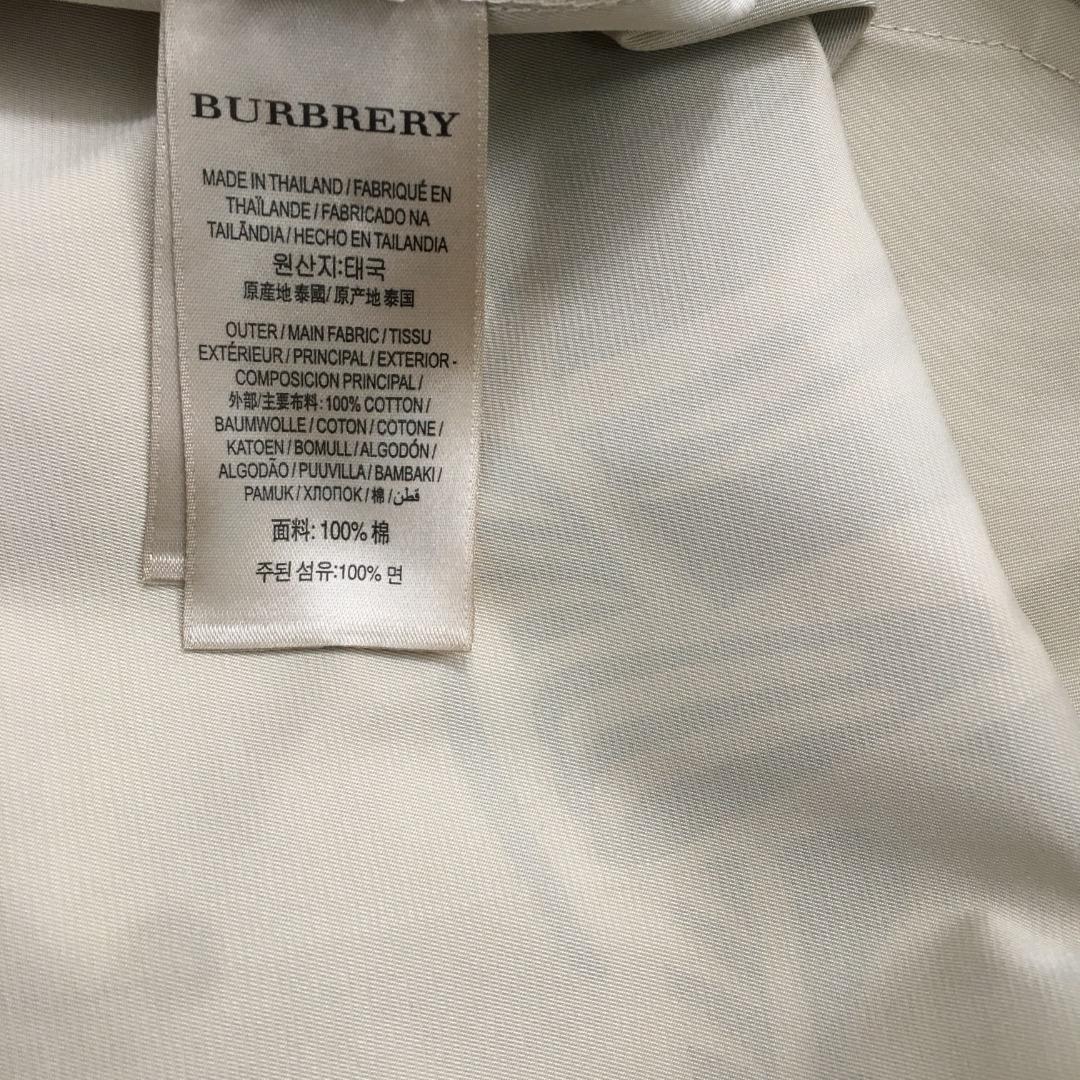 BURBRERY
MADE IN THAILAND / FABRIQUÉ EN
THAÏLANDE / FABRICADO NA
TAILÃNDIA / HECHO EN TAILANDIA
원산지:태국
原産地 泰國/ 原产地 泰国
OUTER / MAIN FABRIC / TISSU
EXTÉRIEUR / PRINCIPAL / EXTERIOR -
COMPOSICION PRINCIPAL /
外部/主要布料: 100% COTTON /
BAUMWOLLE / COTON / COTONE /
KATOEN / BOMULL / ALGODÓN /
ALGODÃO / PUUVILLA / BAMBAKI /
PAMUK / ХЛОПОК / 棉 / قطن
面料: 100% 棉
주된 섬유:100% 면